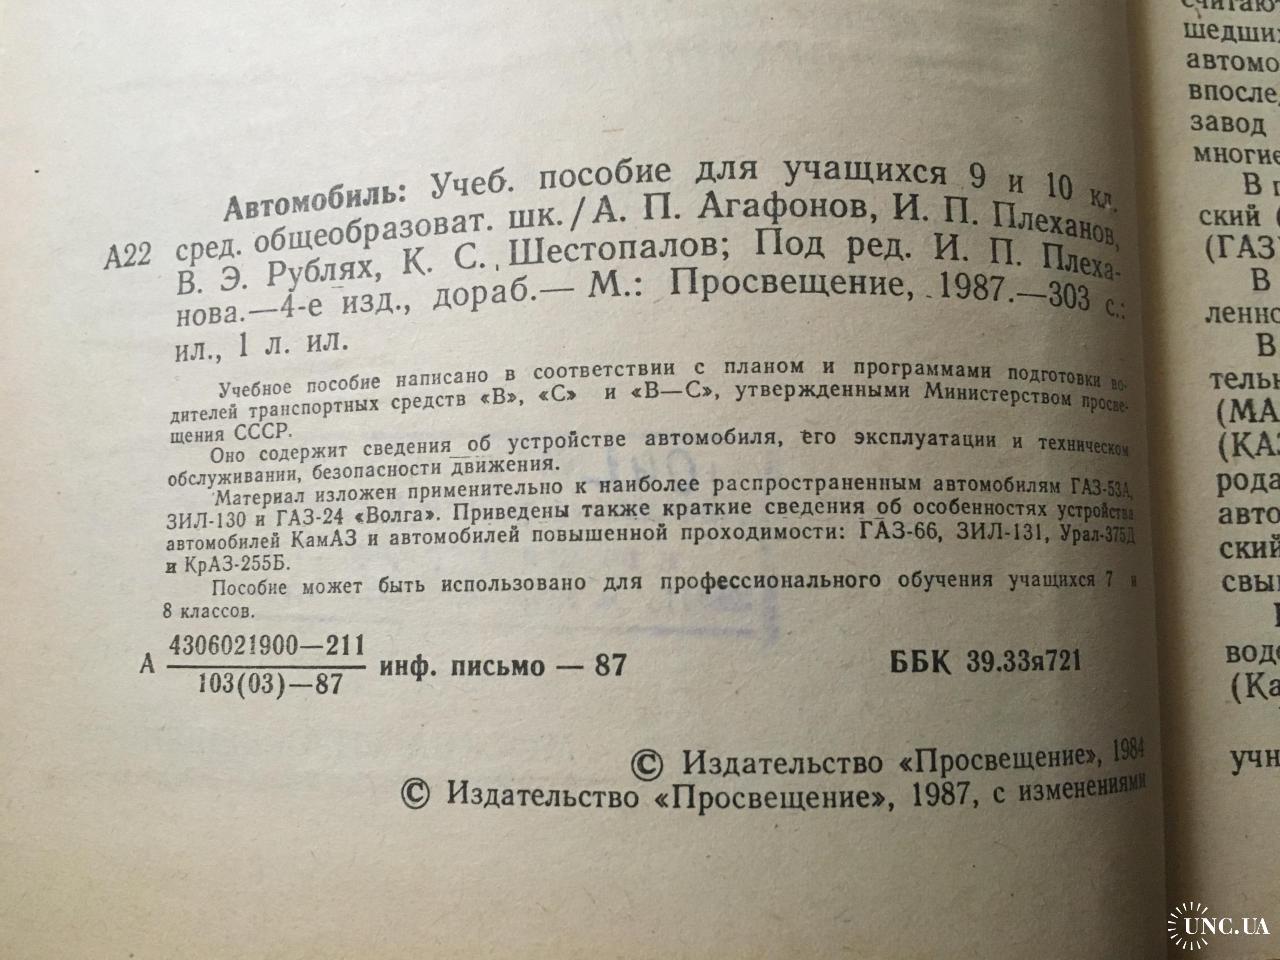 Автомобиль: Учеб. пособие для учащихся 9 и 10 кл.
А22 сред. общеобразоват. шк./А. П. Агафонов, И. П. Плеханов,
В. Э. Рублях, К. С. Шестопалов; Под ред. И. П. Плеха-
нова.—4-е изд., дораб.— М.: Просвещение, 1987.—303 с.:
ил., 1 л. ил.
Учебное пособие написано в соответствии с планом и программами подготовки во-
дителей транспортных средств «В», «С» и «В—С», утвержденными Министерством просве-
щения СССР.
Оно содержит сведения об устройстве автомобиля, его эксплуатации и техническом
обслуживании, безопасности движения.
Материал изложен применительно к наиболее распространенным автомобилям ГАЗ-53А,
ЗИЛ-130 и ГАЗ-24 «Волга». Приведены также краткие сведения об особенностях устройства
автомобилей КамАЗ и автомобилей повышенной проходимости: ГАЗ-66, ЗИЛ-131, Урал-375Д
и КрАЗ-255Б.
Пособие может быть использовано для профессионального обучения учащихся 7 и
8 классов.
4306021900—211
А инф. письмо — 87 ББК 39.33я721
103(03)—87
© Издательство «Просвещение», 1984
© Издательство «Просвещение», 1987, с изменениями
считаю
шедших
автомо
впослед
завод
многие
В г
ский (
(ГАЗ
В
ленно
В
тельн
(МА
(КАЗ
рода
авто
ский
свыш
водо
(Ка
учн
UNC.UA